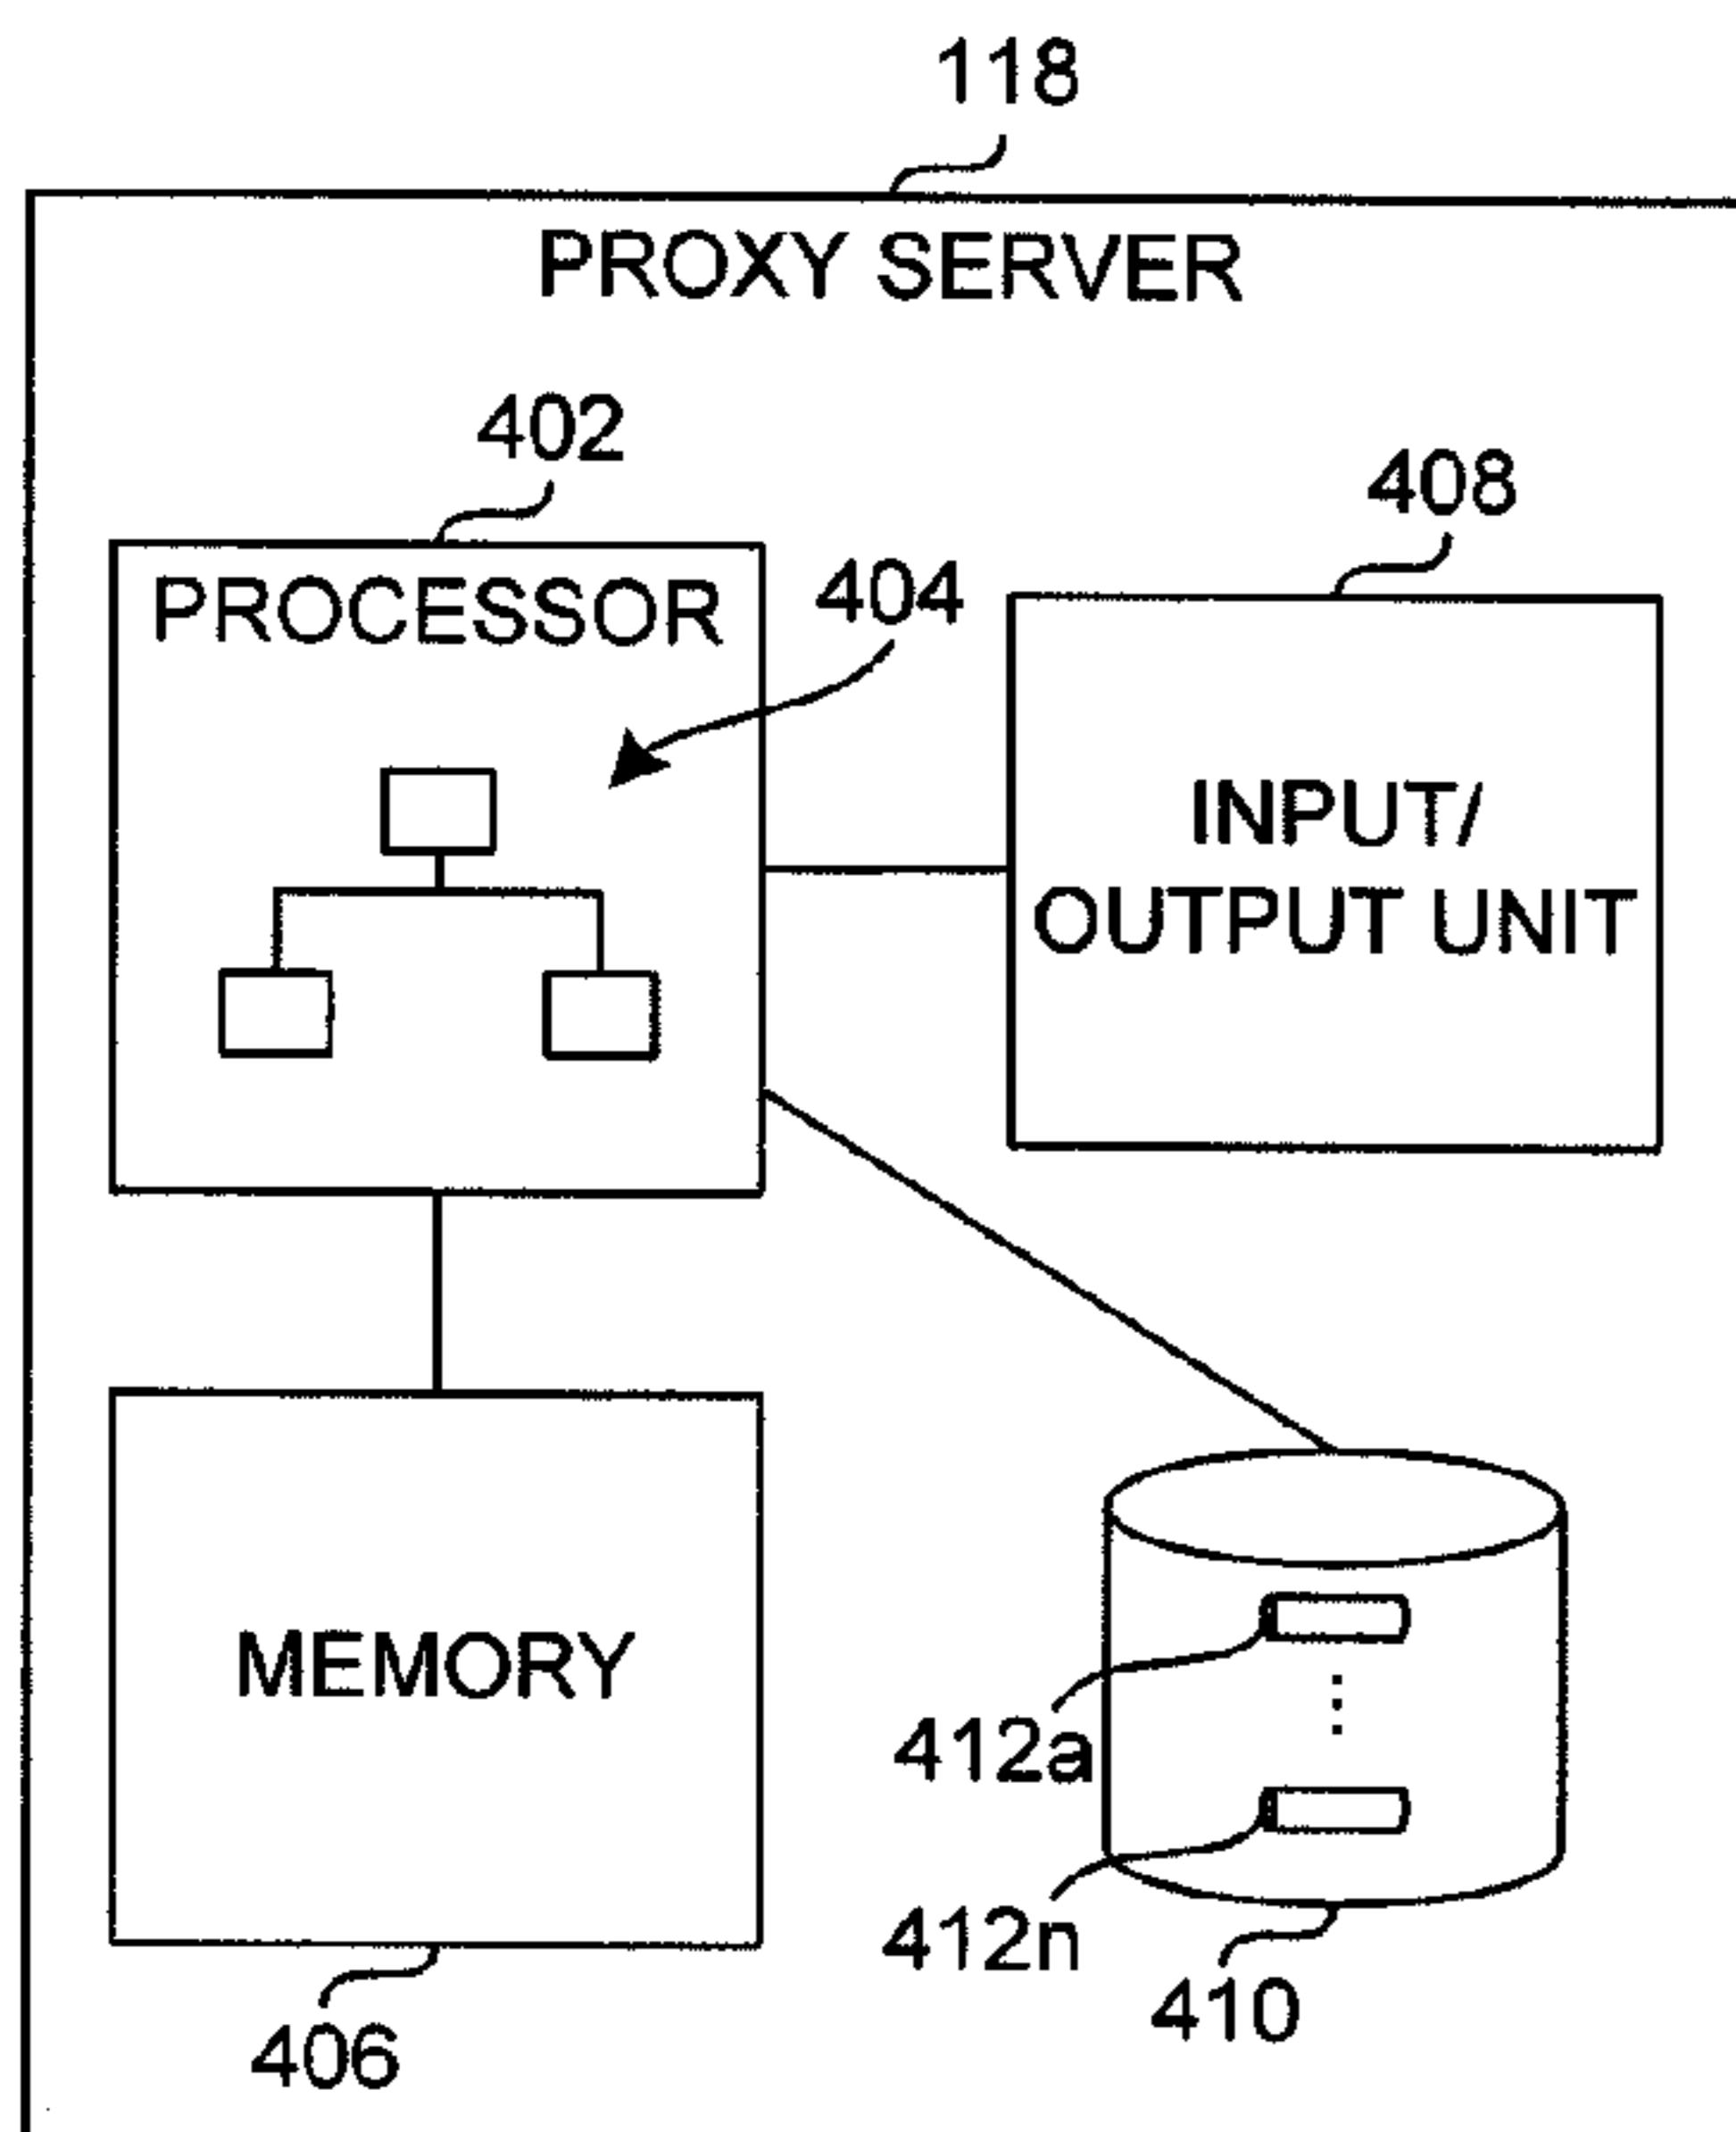 118
PROXY SERVER
402
408
PROCESSOR
404
INPUT/
OUTPUT UNIT
MEMORY
412a
412n
410
406